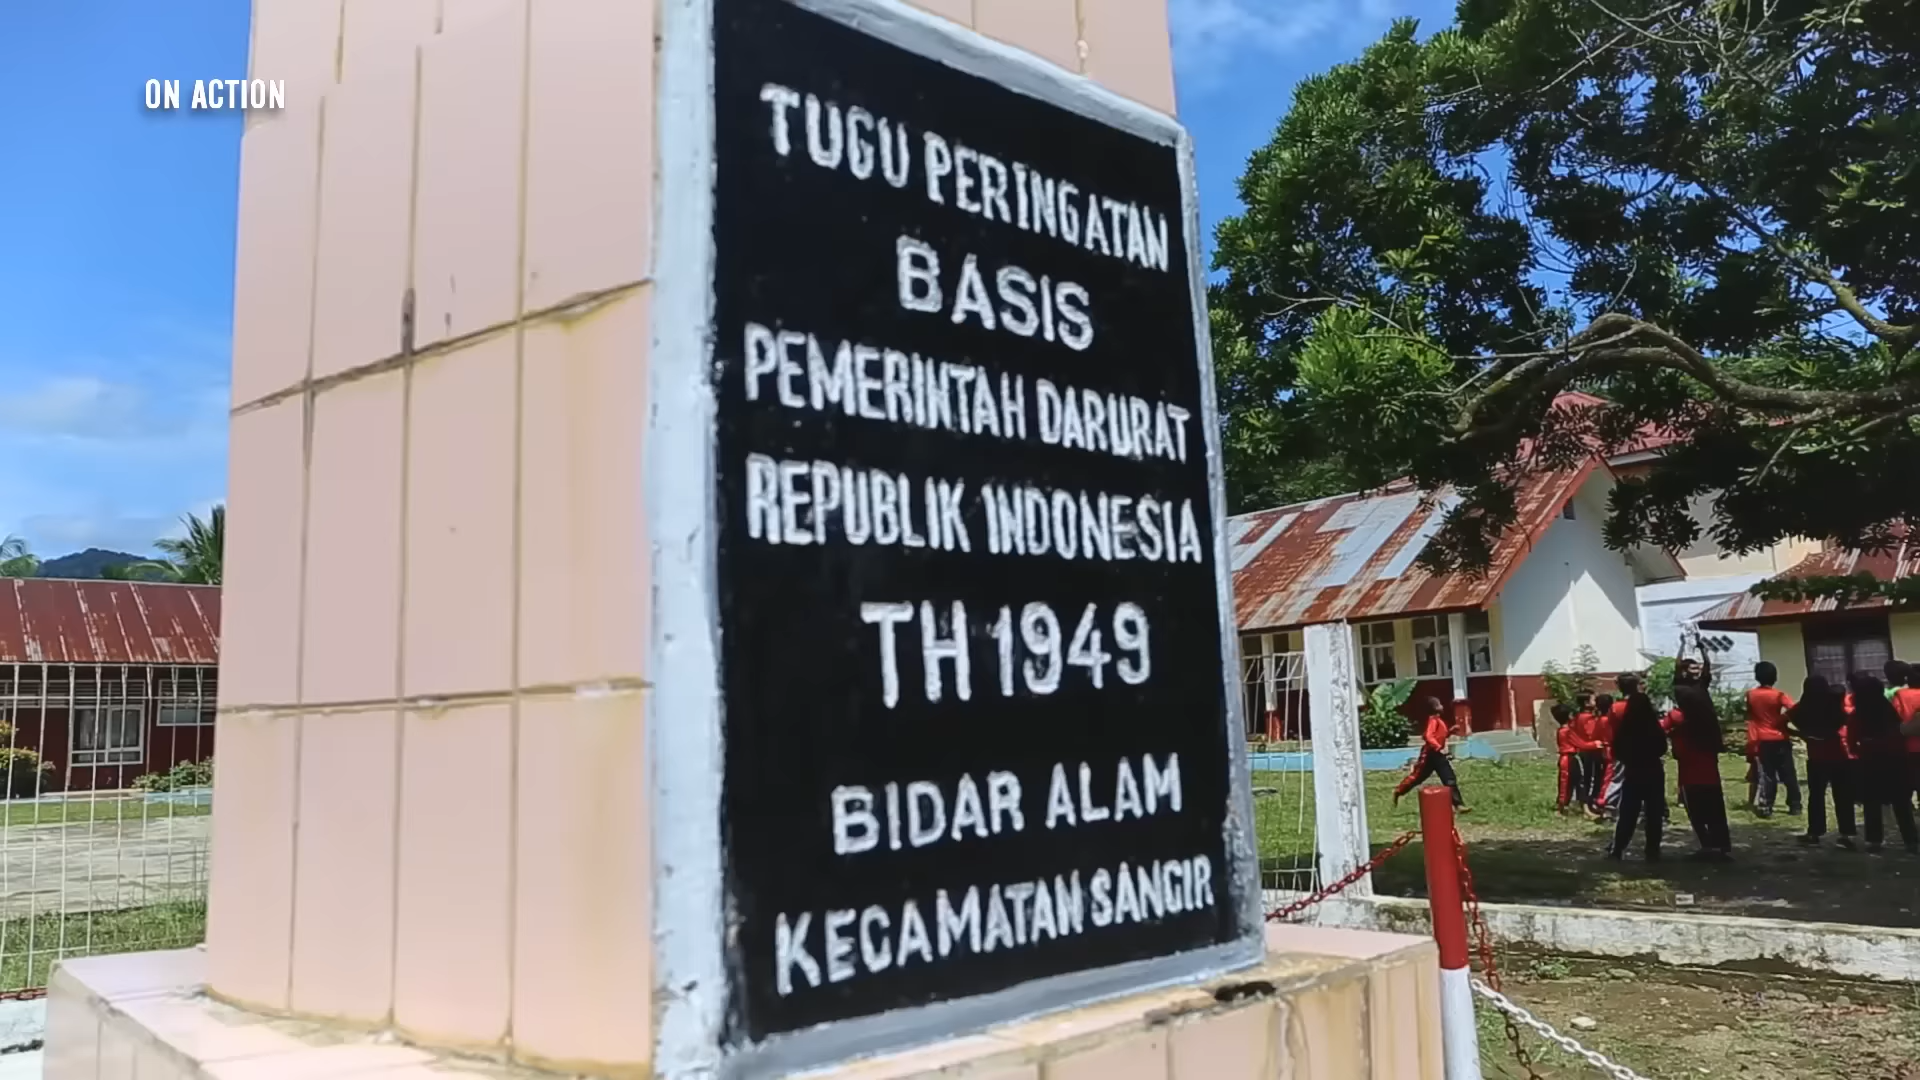 ON ACTION
TUGU PERINGATAN
BASIS
PEMERINTAH DARURAT
REPUBLIK INDONESIA
TH 1949
BIDAR ALAM
KECAMATAN SANGIR